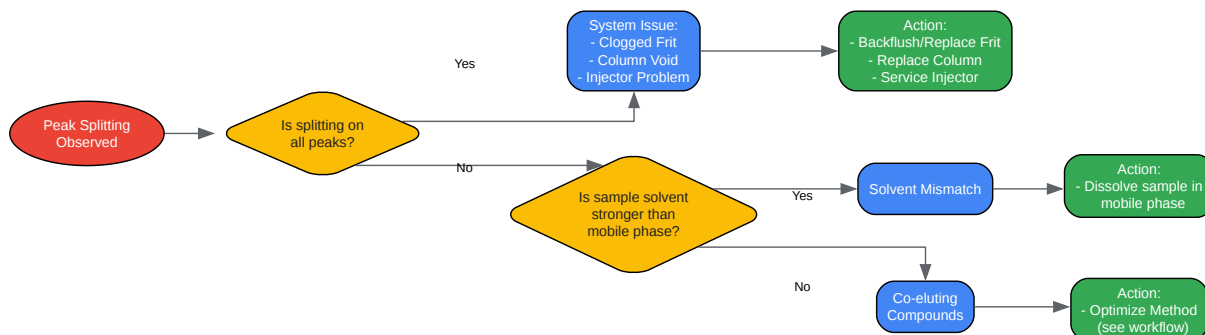 Peak Splitting
Observed
Is splitting on
all peaks?
Yes
System Issue:
- Clogged Frit
- Column Void
- Injector Problem
Action:
- Backflush/Replace Frit
- Replace Column
- Service Injector
No
Is sample solvent
stronger than
mobile phase?
Yes
Solvent Mismatch
Action:
- Dissolve sample in
mobile phase
No
Co-eluting
Compounds
Action:
- Optimize Method
(see workflow)